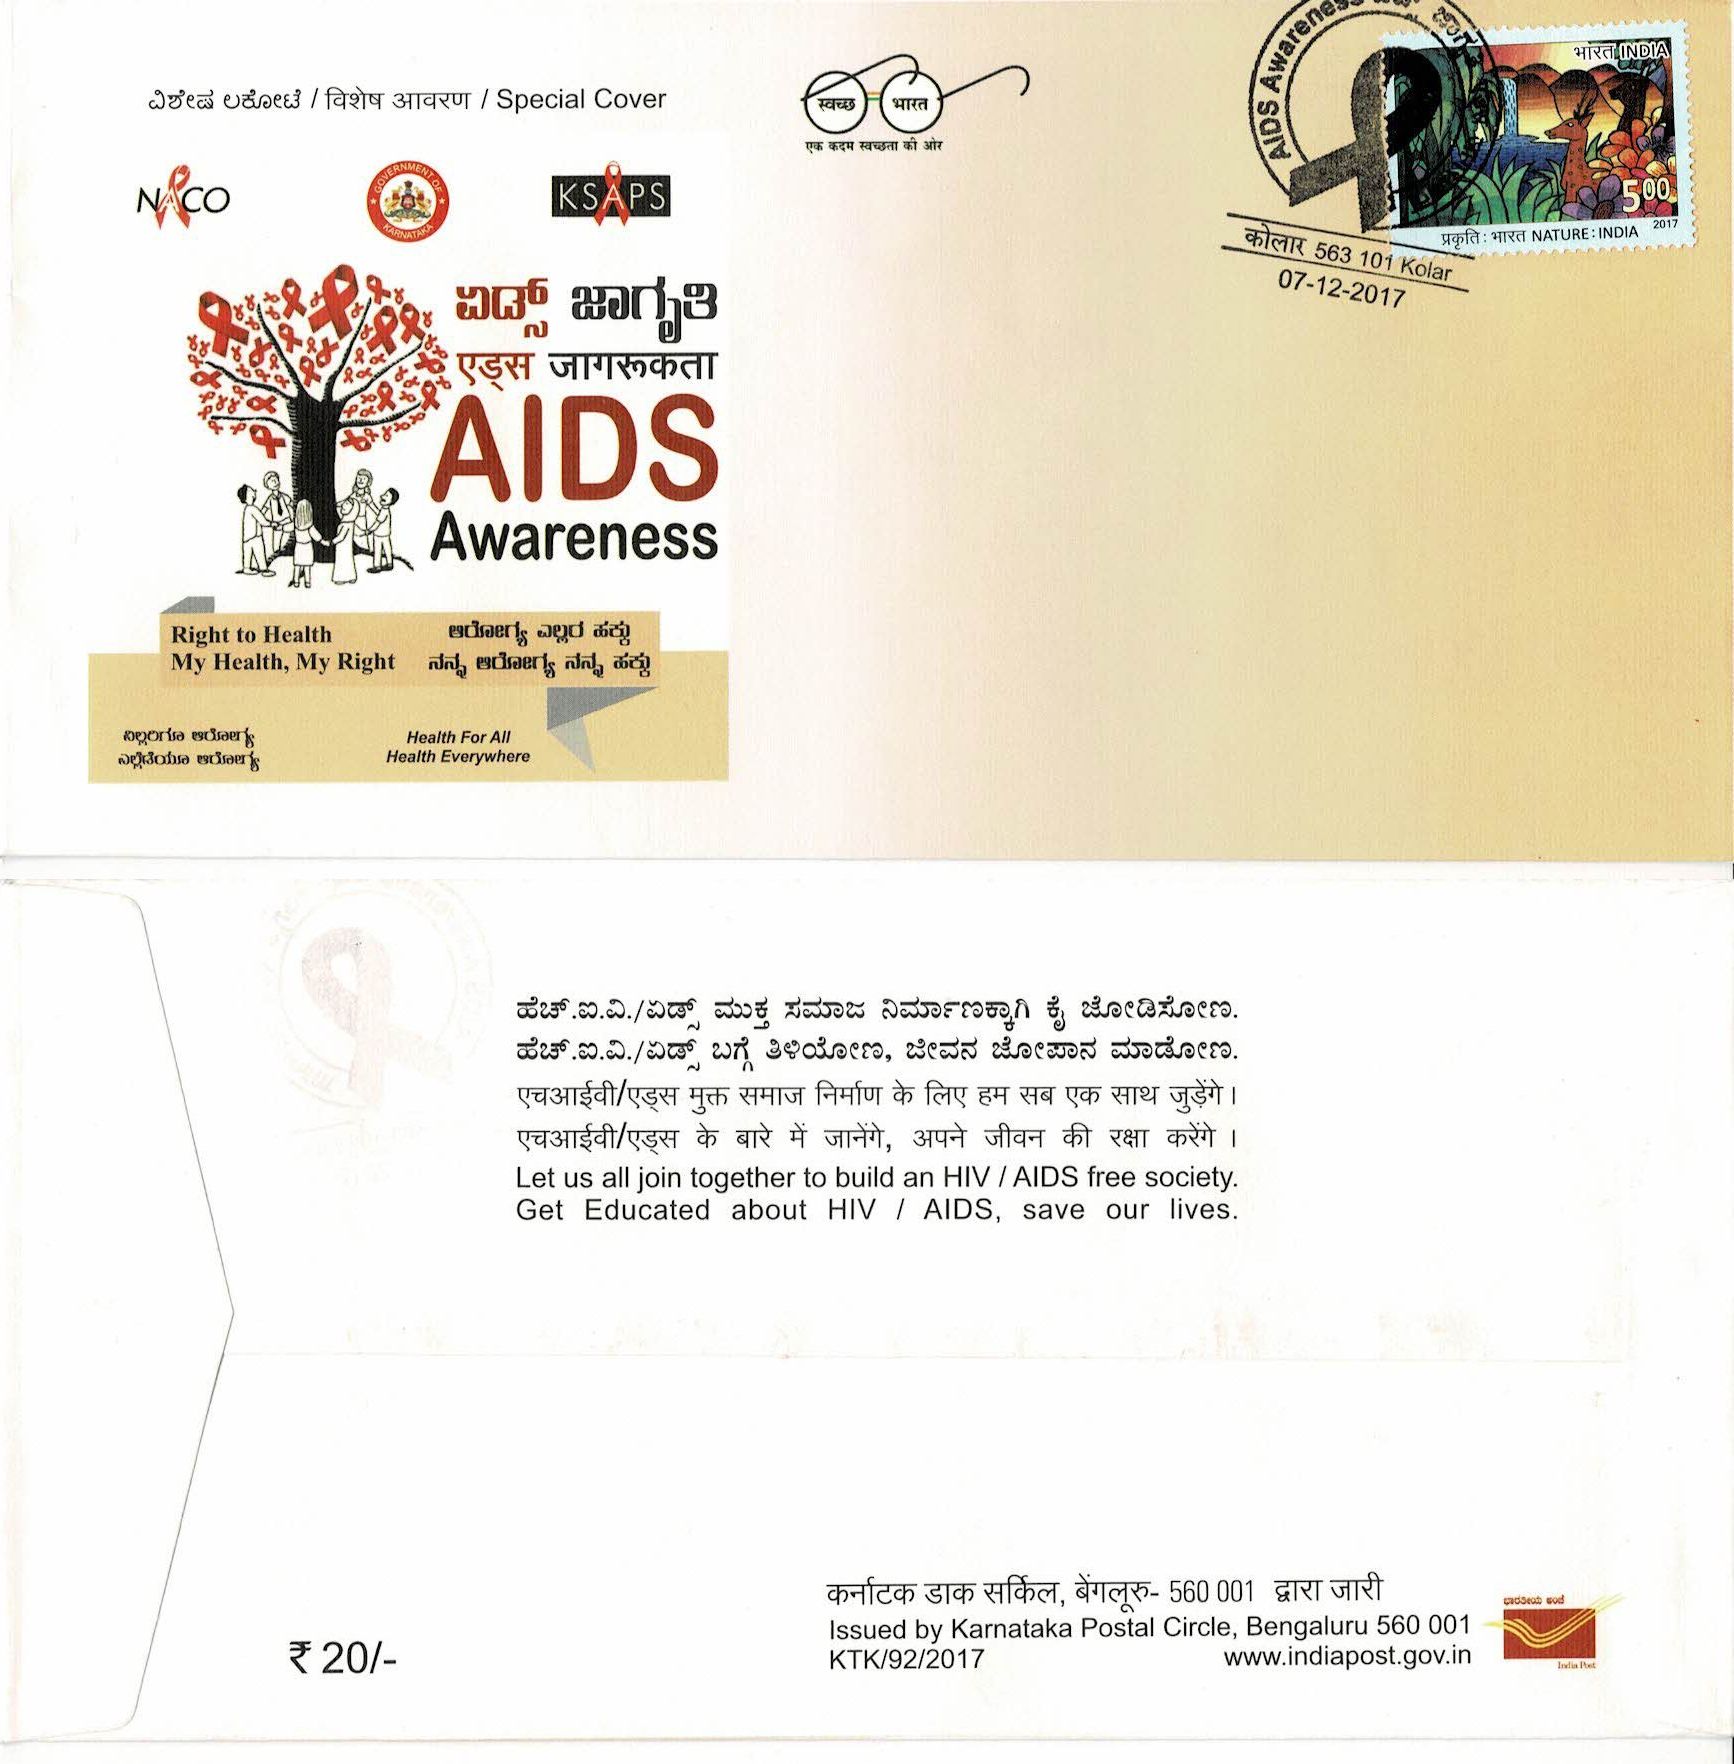 ವಿಶೇಷ ಲಕೋಟೆ / विशेष आवरण / Special Cover
स्वच्छ भारत
एक कदम स्वच्छता की ओर
NACO
GOVERNMENT OF KARNATAKA
KSAPS
AIDS Awareness
भारत INDIA
5.00
प्रकृति : भारत NATURE : INDIA 2017
कोलार 563 101 Kolar
07-12-2017
ಏಡ್ಸ್ ಜಾಗೃತಿ
एड्स जागरूकता
AIDS
Awareness
Right to Health
My Health, My Right
ಆರೋಗ್ಯ ಎಲ್ಲರ ಹಕ್ಕು
ನನ್ನ ಆರೋಗ್ಯ ನನ್ನ ಹಕ್ಕು
ಎಲ್ಲರಿಗೂ ಆರೋಗ್ಯ
ಎಲ್ಲೆಡೆಯೂ ಆರೋಗ್ಯ
Health For All
Health Everywhere
ಹೆಚ್.ಐ.ವಿ./ಏಡ್ಸ್ ಮುಕ್ತ ಸಮಾಜ ನಿರ್ಮಾಣಕ್ಕಾಗಿ ಕೈ ಜೋಡಿಸೋಣ.
ಹೆಚ್.ಐ.ವಿ./ಏಡ್ಸ್ ಬಗ್ಗೆ ತಿಳಿಯೋಣ, ಜೀವನ ಜೋಪಾನ ಮಾಡೋಣ.
एचआईवी/एड्स मुक्त समाज निर्माण के लिए हम सब एक साथ जुड़ेंगे।
एचआईवी/एड्स के बारे में जानेंगे, अपने जीवन की रक्षा करेंगे ।
Let us all join together to build an HIV / AIDS free society.
Get Educated about HIV / AIDS, save our lives.
₹ 20/-
कर्नाटक डाक सर्किल, बेंगलूरु- 560 001 द्वारा जारी
Issued by Karnataka Postal Circle, Bengaluru 560 001
KTK/92/2017 www.indiapost.gov.in
ಭಾರತೀಯ ಅಂಚೆ
India Post